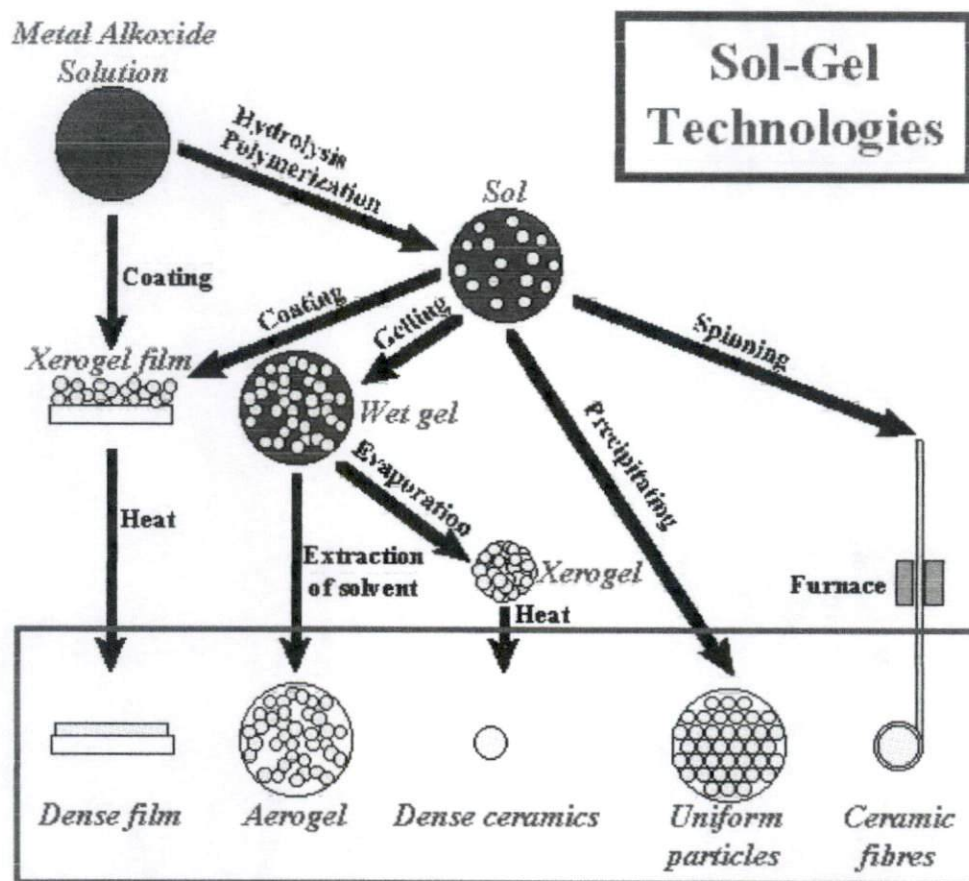 Metal Alkoxide
Solution
Sol-Gel
Technologies
Hydrolysis
Polymerization
Sol
Coating
Coating
Gelling
Spinning
Xerogel film
Wet gel
Precipitating
Evaporation
Heat
Extraction
of solvent
Xerogel
Furnace
Heat
Dense film
Aerogel
Dense ceramics
Uniform
particles
Ceramic
fibres